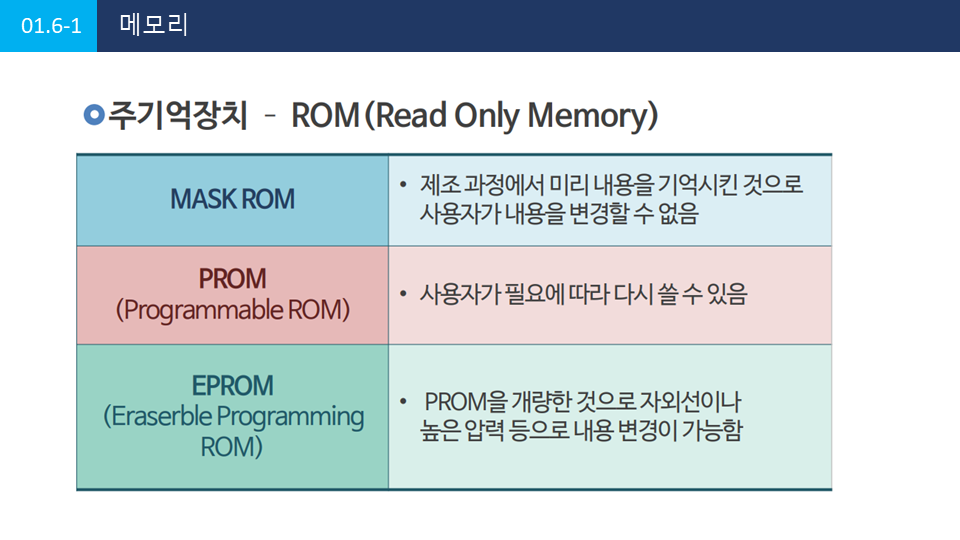 01.6-1 메모리
주기억장치 - ROM(Read Only Memory)
MASK ROM
• 제조 과정에서 미리 내용을 기억시킨 것으로
사용자가 내용을 변경할 수 없음
PROM
(Programmable ROM)
• 사용자가 필요에 따라 다시 쓸 수 있음
EPROM
(Eraserble Programming
ROM)
• PROM을 개량한 것으로 자외선이나
높은 압력 등으로 내용 변경이 가능함